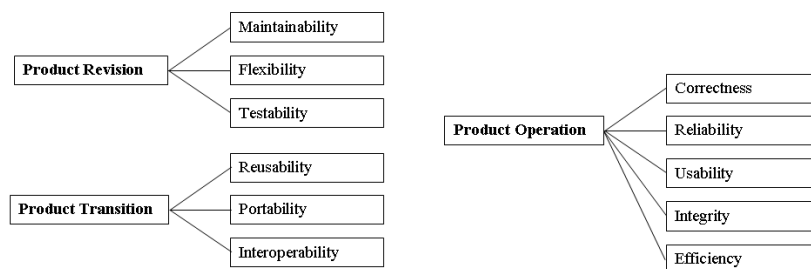 Product Revision
Maintainability
Flexibility
Testability
Product Transition
Reusability
Portability
Interoperability
Product Operation
Correctness
Reliability
Usability
Integrity
Efficiency